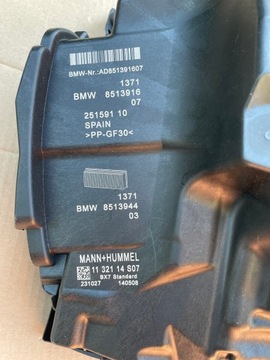 1371
BMW-Nr.:AD851391607
1371
BMW 8513916
07
251591 10
SPAIN
>PP-GF30<
1371
BMW 8513944
03
MANN+HUMMEL
11 321 14 S07
BX7 Standard
231027 140508